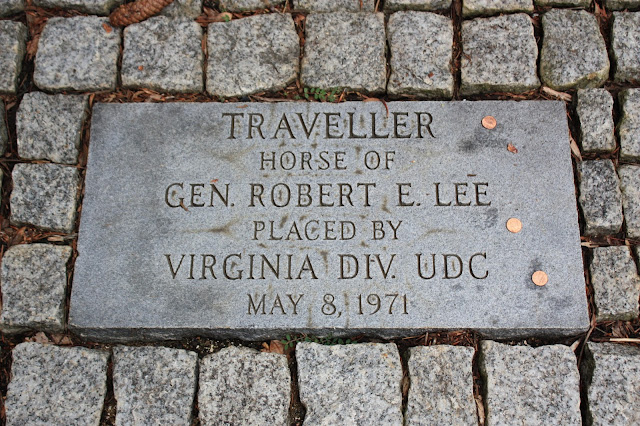 TRAVELLER
HORSE OF
GEN. ROBERT E. LEE
PLACED BY
VIRGINIA DIV. UDC
MAY 8, 1971